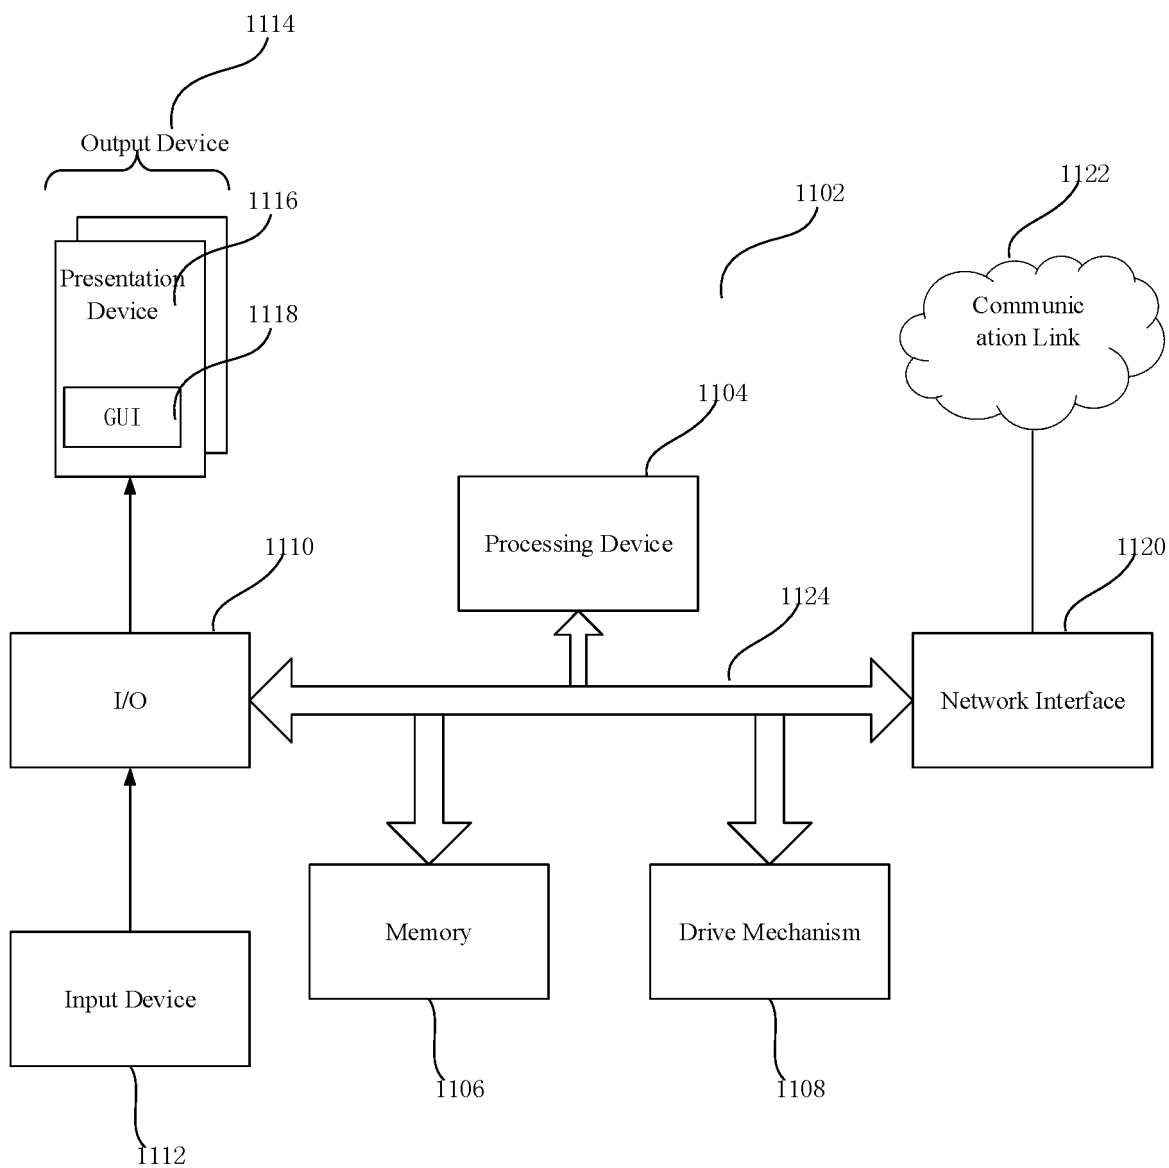 1114
Output Device
1122
1102
1116
Presentation
Device
Communic
ation Link
1118
1104
GUI
Processing Device
1110
1120
1124
I/O
Network Interface
Memory
Drive Mechanism
Input Device
1106
1108
1112